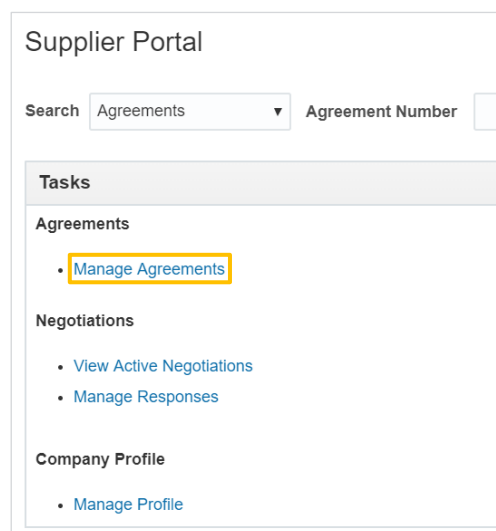 Supplier Portal
Search Agreements Agreement Number
Tasks
Agreements
Manage Agreements
Negotiations
View Active Negotiations
Manage Responses
Company Profile
Manage Profile